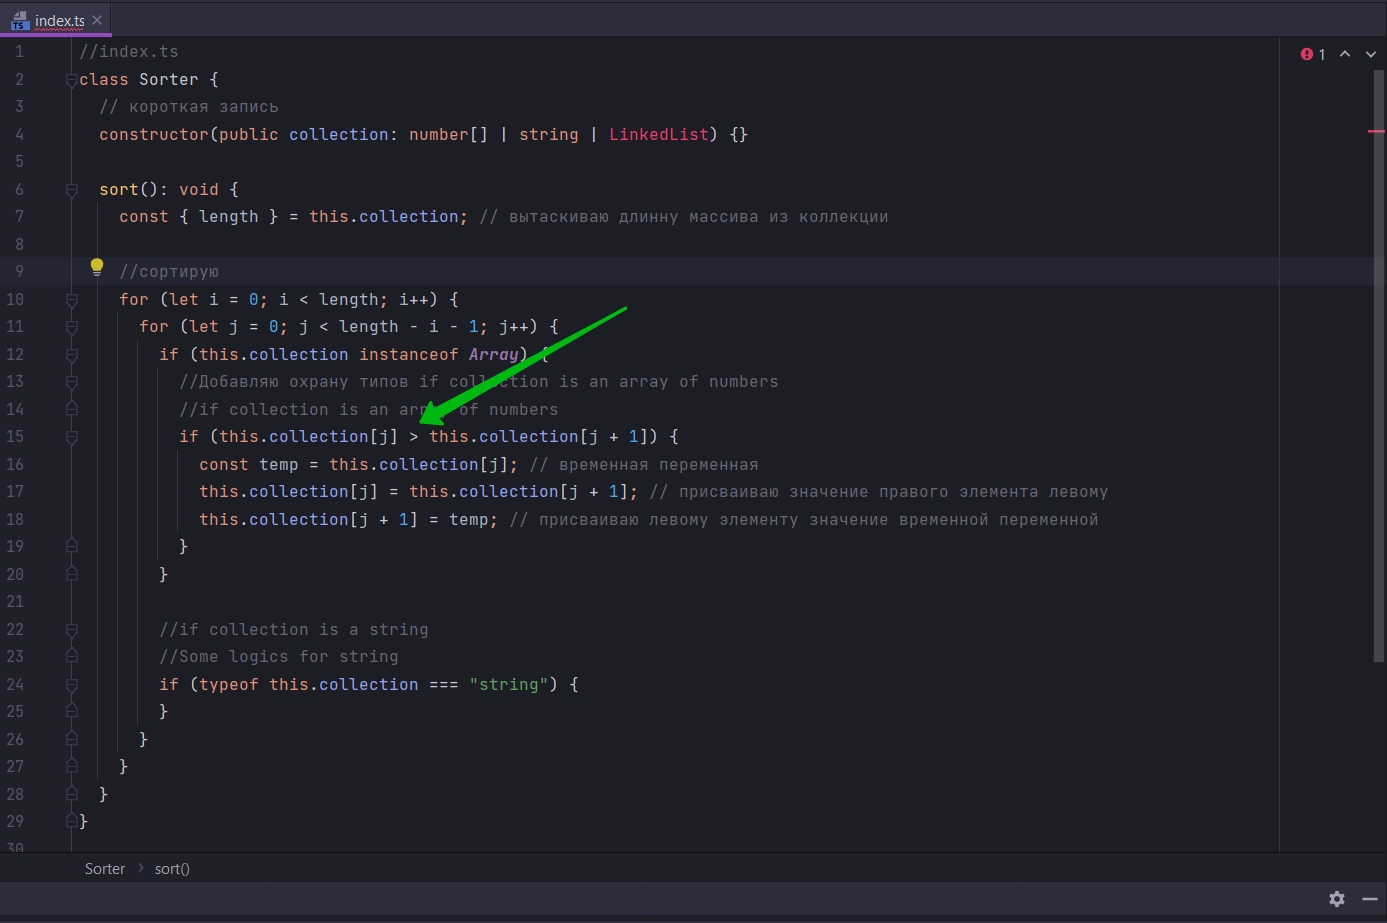 index.ts
1
1 //index.ts
2 class Sorter {
3 // короткая запись
4 constructor(public collection: number[] | string | LinkedList) {}
5
6 sort(): void {
7 const { length } = this.collection; // вытаскиваю длинну массива из коллекции
8
9 //сортирую
10 for (let i = 0; i < length; i++) {
11 for (let j = 0; j < length - i - 1; j++) {
12 if (this.collection instanceof Array) {
13 //Добавляю охрану типов if collection is an array of numbers
14 //if collection is an array of numbers
15 if (this.collection[j] > this.collection[j + 1]) {
16 const temp = this.collection[j]; // временная переменная
17 this.collection[j] = this.collection[j + 1]; // присваиваю значение правого элемента левому
18 this.collection[j + 1] = temp; // присваиваю левому элементу значение временной переменной
19 }
20 }
21
22 //if collection is a string
23 //Some logics for string
24 if (typeof this.collection === "string") {
25 }
26 }
27 }
28 }
29 }
30
Sorter > sort()